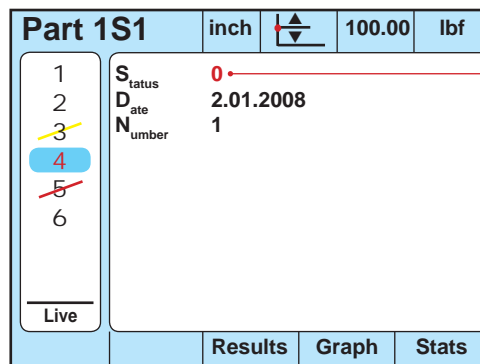 Part 1S1 inch 100.00 lbf
1
2
3
4
5
6
Live
Status 0
Date 2.01.2008
Number 1
Results Graph Stats